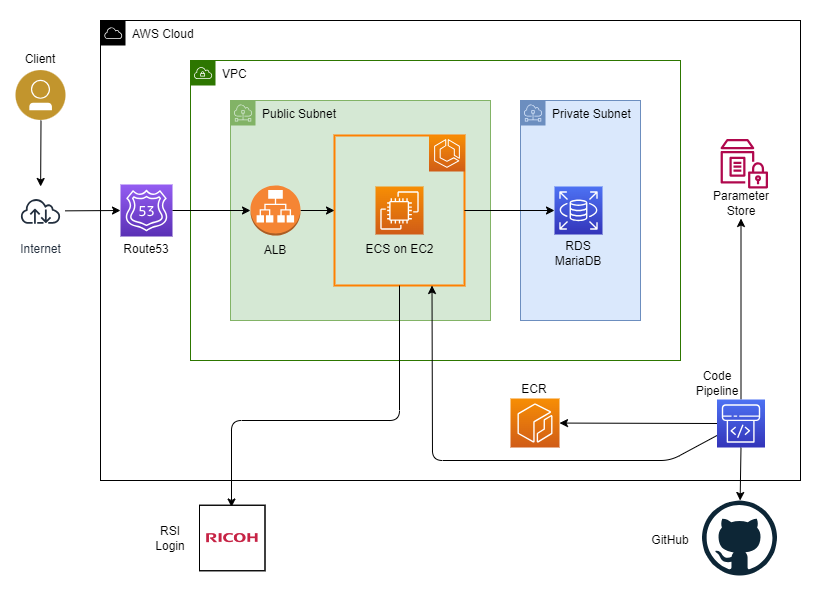 AWS Cloud
Client
VPC
Public Subnet
Private Subnet
Parameter
Store
53
Internet
Route53
ALB
ECS on EC2
RDS
MariaDB
Code
Pipeline
ECR
RSI
Login
RICOH
GitHub